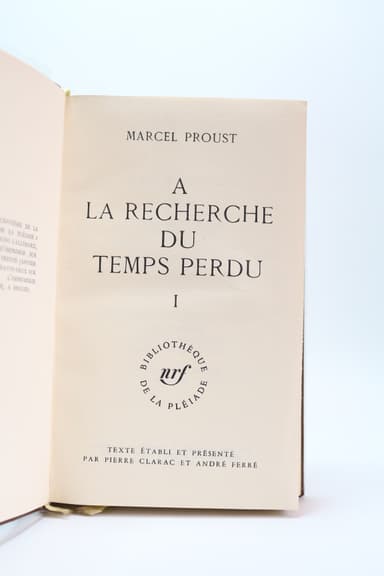 MARCEL PROUST
A
LA RECHERCHE
DU
TEMPS PERDU
I
BIBLIOTHÈQUE
nrf
DE LA PLÉIADE
TEXTE ÉTABLI ET PRÉSENTÉ
PAR PIERRE CLARAC ET ANDRÉ FERRÉ